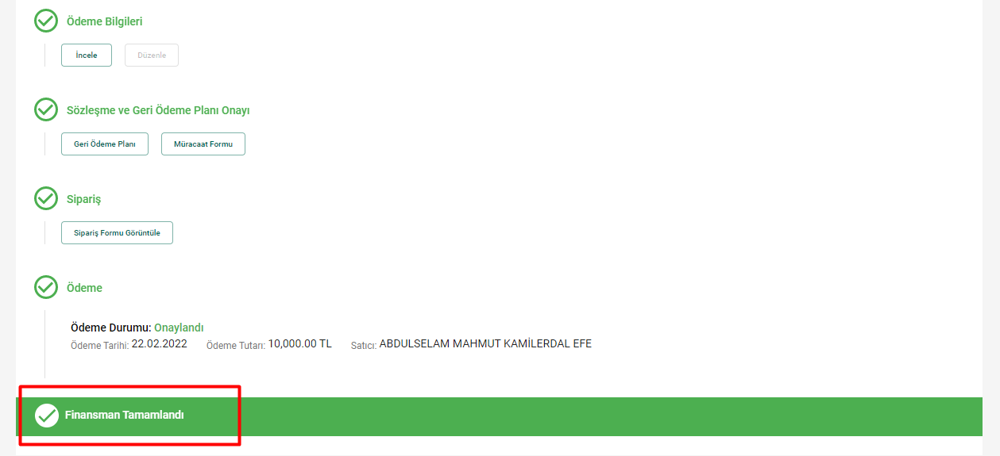 Ödeme Bilgileri
İncele Düzenle
Sözleşme ve Geri Ödeme Planı Onayı
Geri Ödeme Planı Müracaat Formu
Sipariş
Sipariş Formu Görüntüle
Ödeme
Ödeme Durumu: Onaylandı
Ödeme Tarihi: 22.02.2022 Ödeme Tutarı: 10,000.00 TL Satıcı: ABDULSELAM MAHMUT KAMİLERDAL EFE
Finansman Tamamlandı